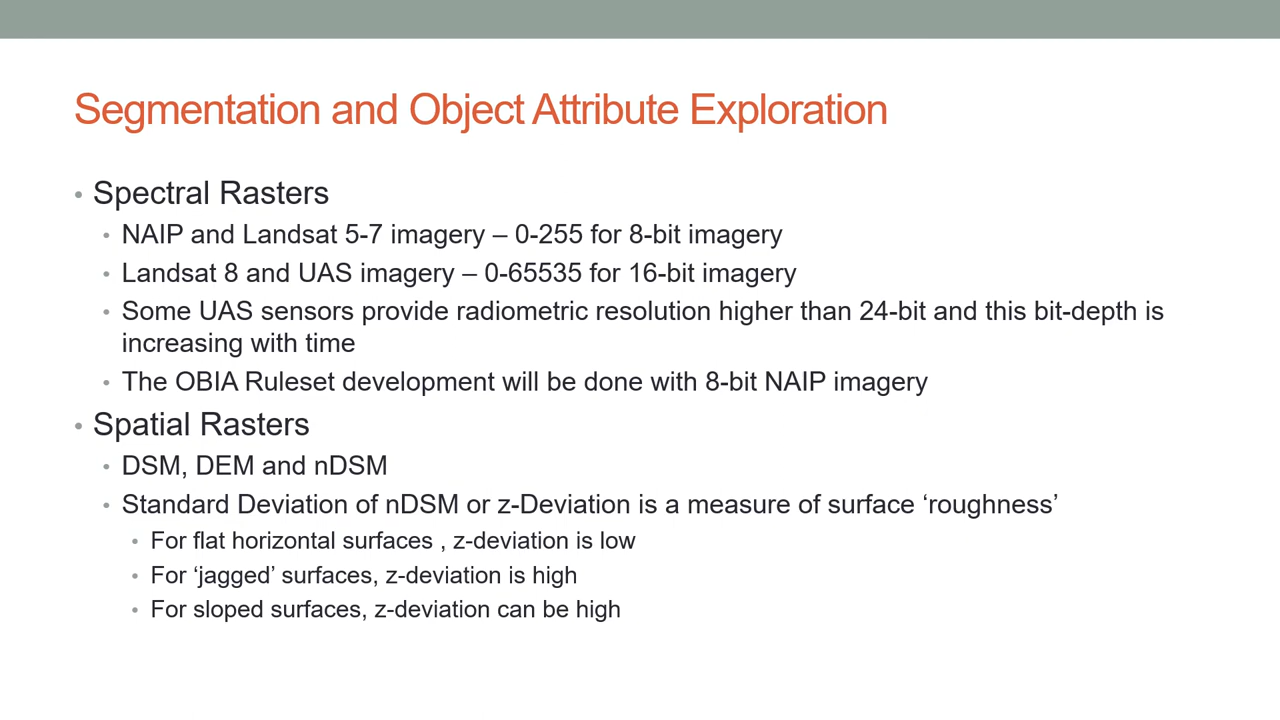 Segmentation and Object Attribute Exploration
• Spectral Rasters
• NAIP and Landsat 5-7 imagery – 0-255 for 8-bit imagery
• Landsat 8 and UAS imagery – 0-65535 for 16-bit imagery
• Some UAS sensors provide radiometric resolution higher than 24-bit and this bit-depth is
increasing with time
• The OBIA Ruleset development will be done with 8-bit NAIP imagery
• Spatial Rasters
• DSM, DEM and nDSM
• Standard Deviation of nDSM or z-Deviation is a measure of surface ‘roughness’
• For flat horizontal surfaces , z-deviation is low
• For ‘jagged’ surfaces, z-deviation is high
• For sloped surfaces, z-deviation can be high